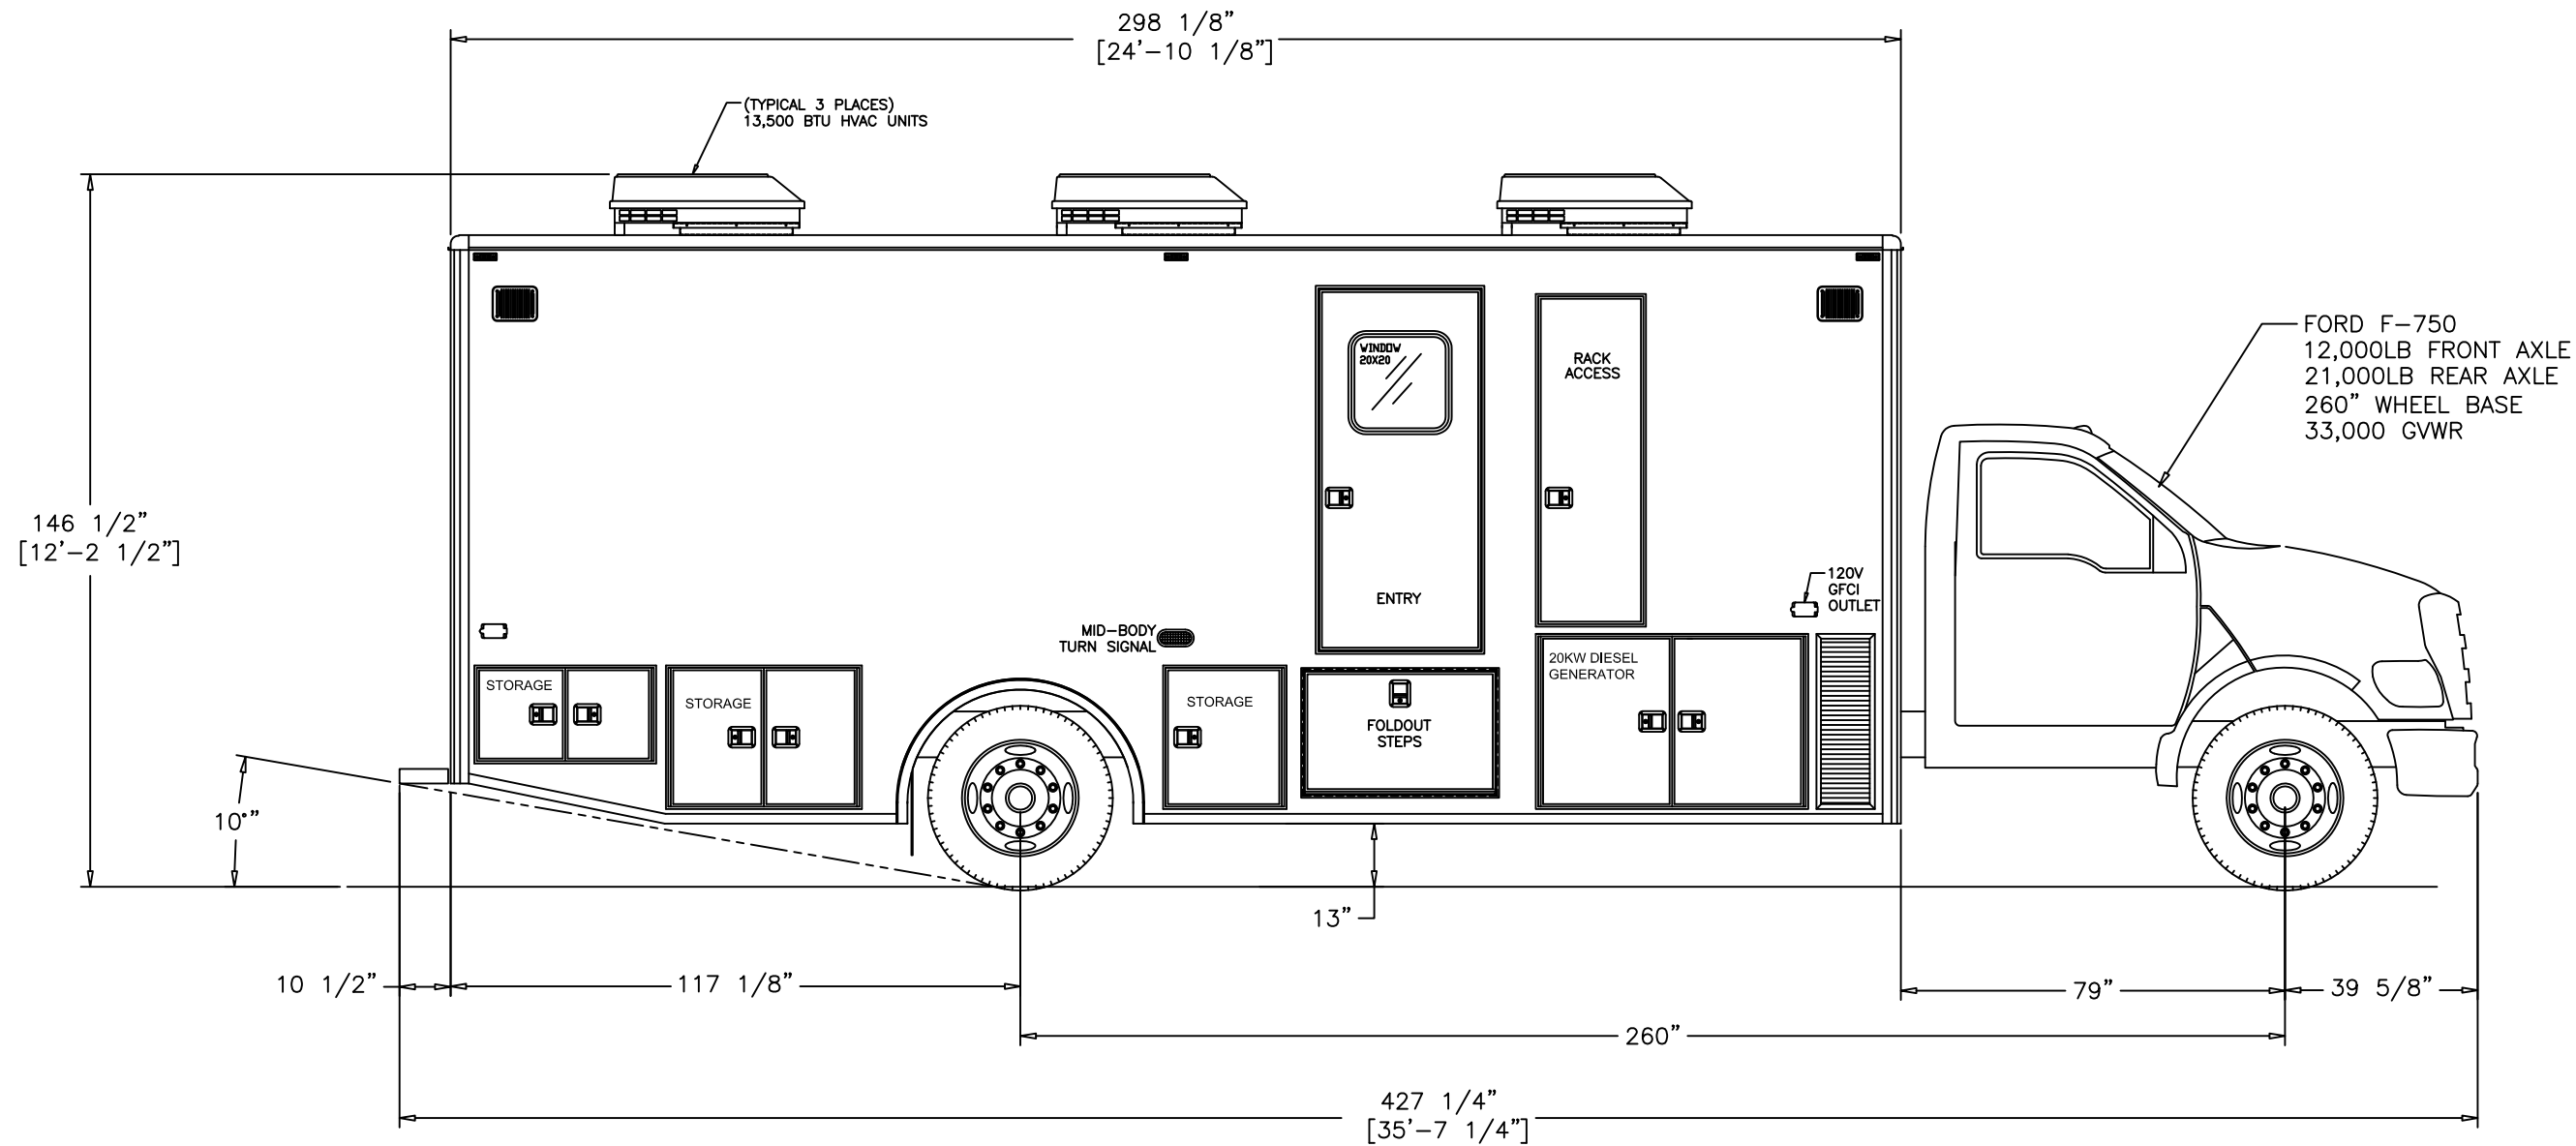 298 1/8”
[24’-10 1/8”]
(TYPICAL 3 PLACES)
13,500 BTU HVAC UNITS
FORD F-750
12,000LB FRONT AXLE
21,000LB REAR AXLE
260” WHEEL BASE
33,000 GVWR
WINDOW
20X20
RACK
ACCESS
146 1/2”
[12’-2 1/2”]
ENTRY
120V
GFCI
OUTLET
MID-BODY
TURN SIGNAL
STORAGE
STORAGE
STORAGE
FOLDOUT
STEPS
20KW DIESEL
GENERATOR
10°”
13”
10 1/2”
117 1/8”
79”
39 5/8”
260”
427 1/4”
[35’-7 1/4”]